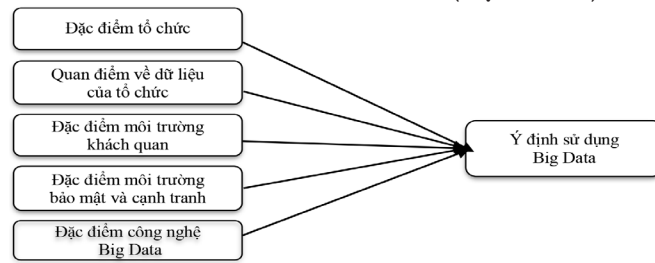 Đặc điểm tổ chức
Quan điểm về dữ liệu
của tổ chức
Đặc điểm môi trường
khách quan
Đặc điểm môi trường
bảo mật và cạnh tranh
Đặc điểm công nghệ
Big Data
Ý định sử dụng
Big Data